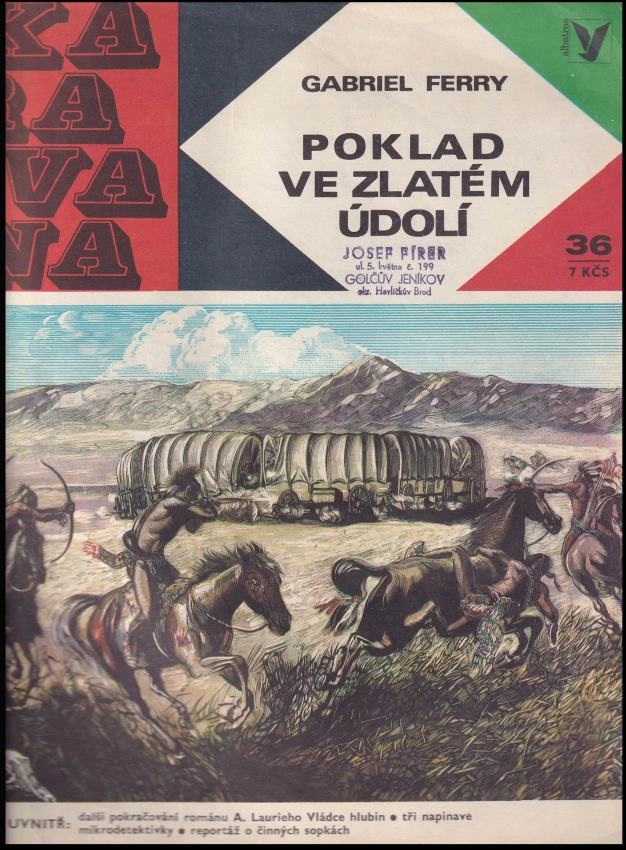 KA
RA
VA
NA
albatros
GABRIEL FERRY
POKLAD
VE ZLATÉM
ÚDOLÍ
JOSEF FÍRER
ul. 5. května č. 199
GOLČŮV JENÍKOV
okr. Havlíčkův Brod
36
7 KČS
UVNITŘ: další pokračování románu A. Laurieho Vládce hlubin • tři napínavé
mikrodetektivky • reportáž o činných sopkách